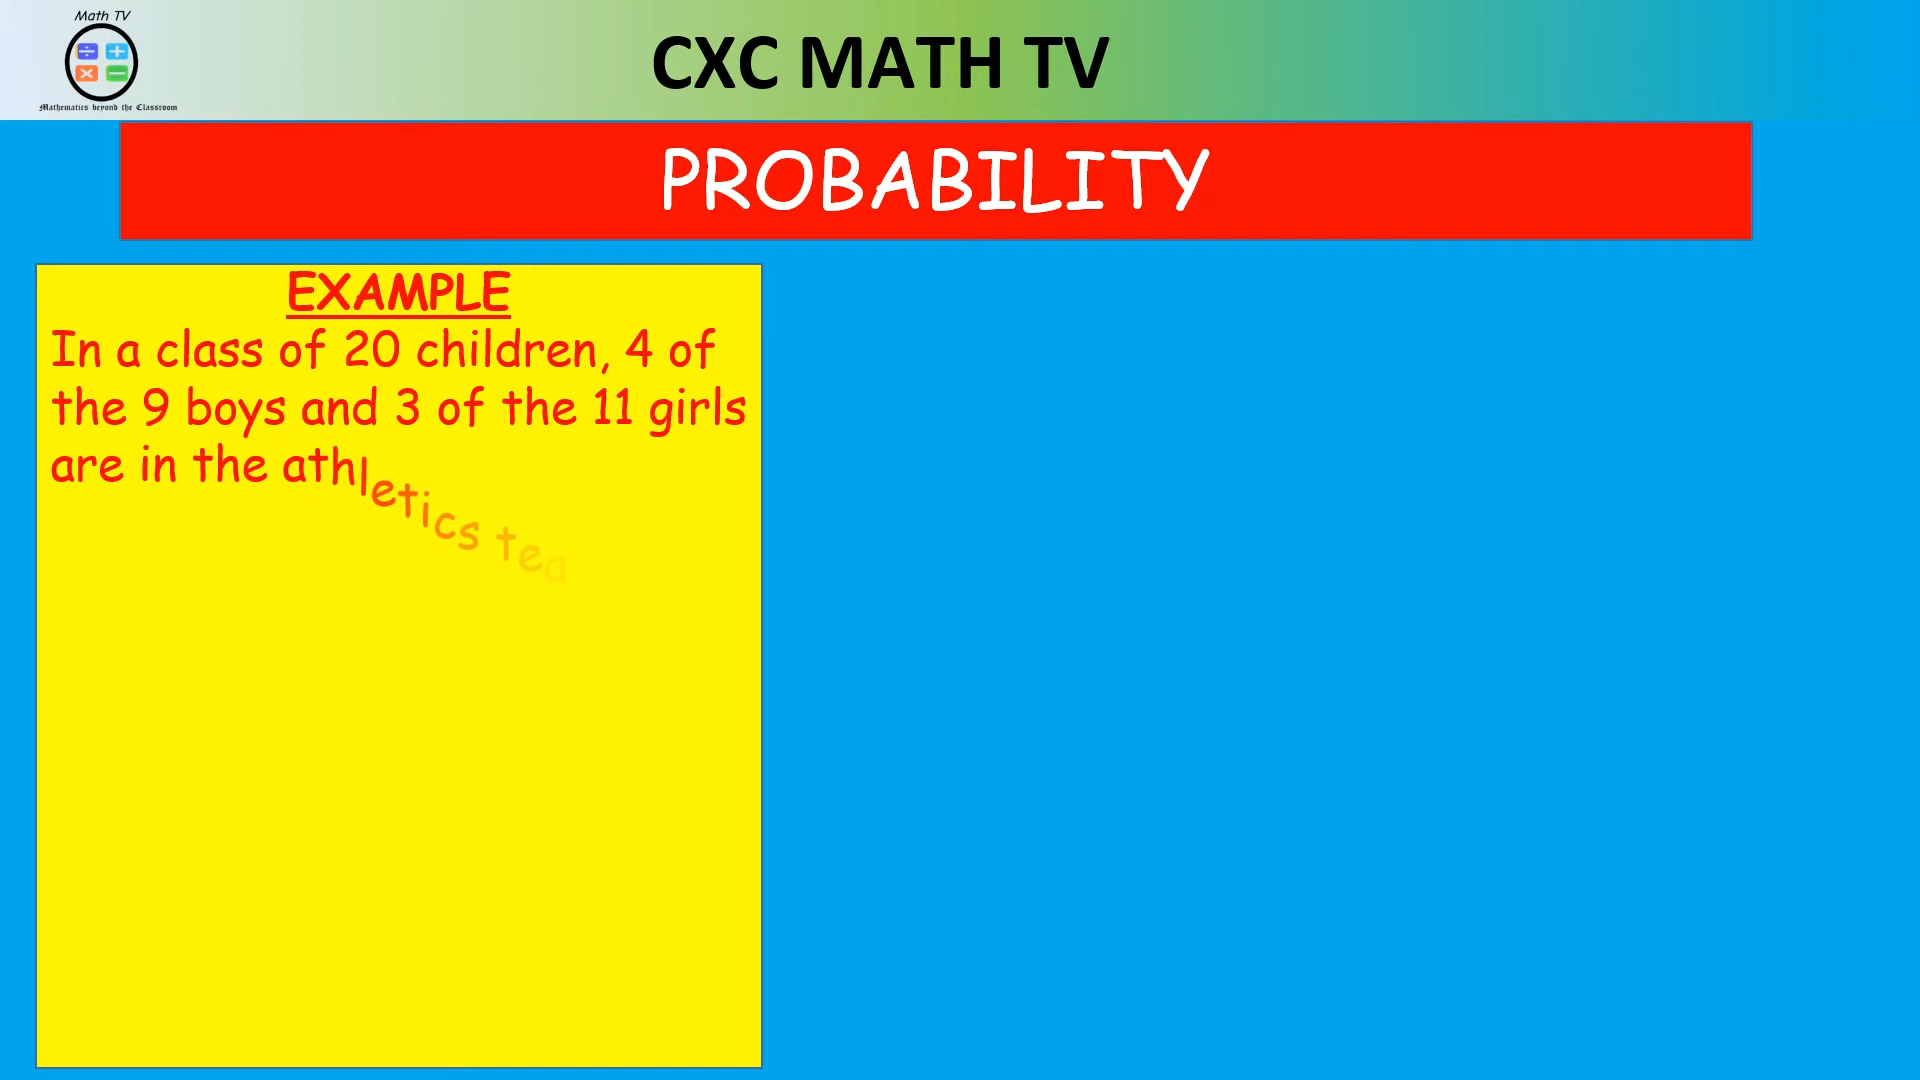 Math TV
Mathematics beyond the Classroom
CXC MATH TV
PROBABILITY
EXAMPLE
In a class of 20 children, 4 of
the 9 boys and 3 of the 11 girls
are in the athletics tea